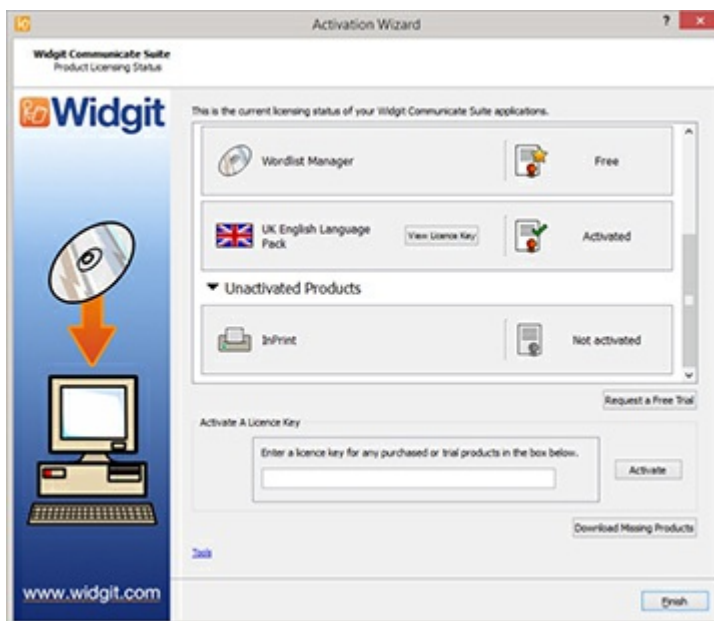 Activation Wizard
?
Widgit Communicate Suite
Product Licensing Status
Widgit
This is the current licensing status of your Widgit Communicate Suite applications.
Wordlist Manager
Free
UK English Language
Pack
View Licence Key
Activated
Unactivated Products
InPrint
Not activated
Request a Free Trial
Activate A Licence Key
Enter a licence key for any purchased or trial products in the box below.
Activate
Download Missing Products
Tools
www.widgit.com
Finish